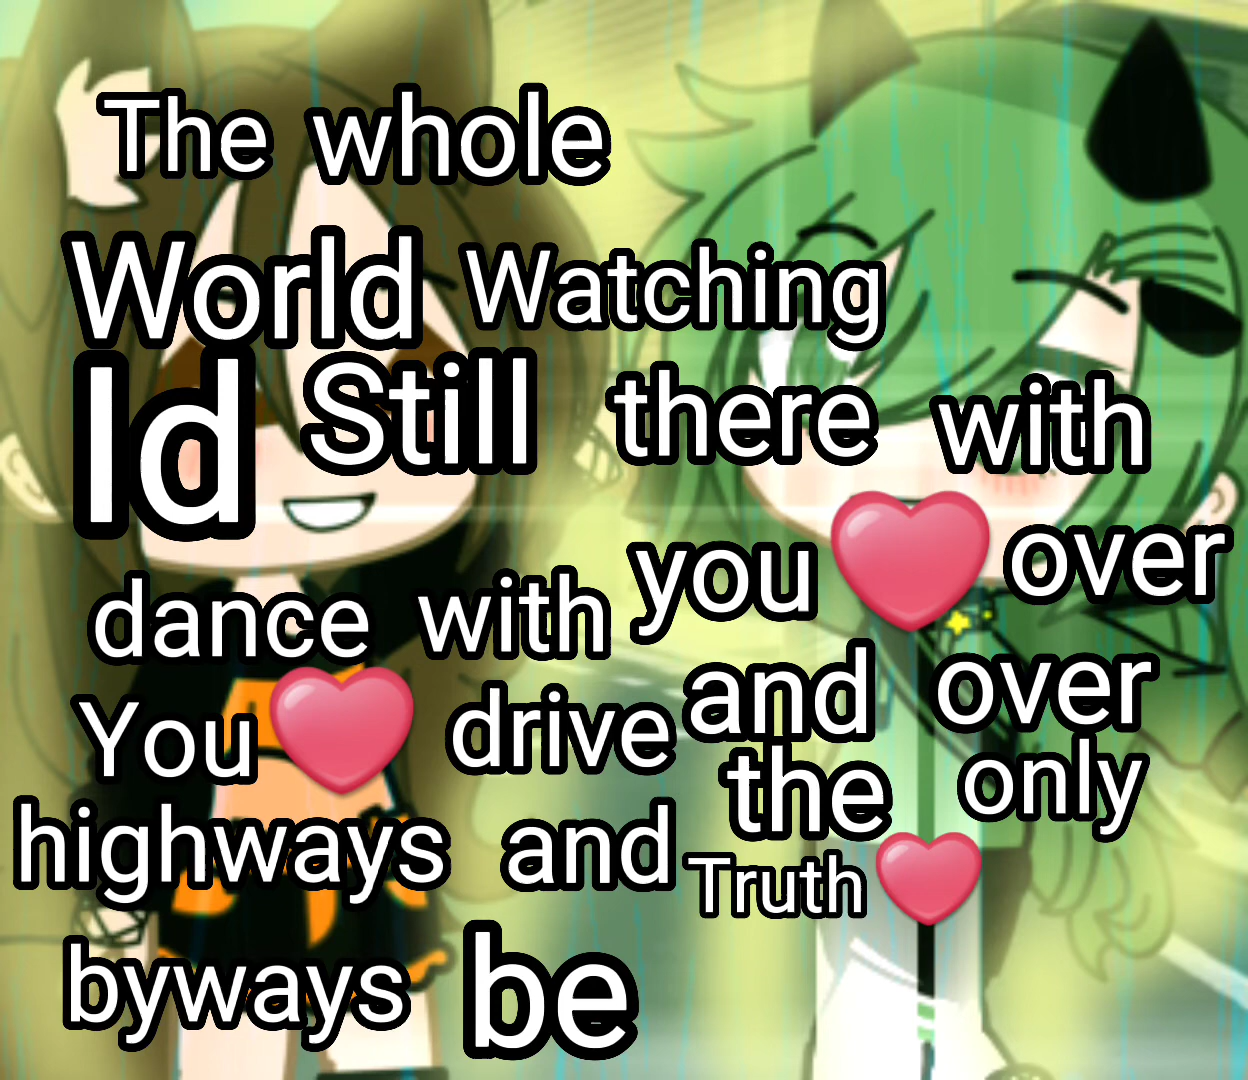 The whole
World Watching
Id Still
dance with
You❤ drive
highways and
byways be
there with
you ❤ over
and over
the only
Truth❤